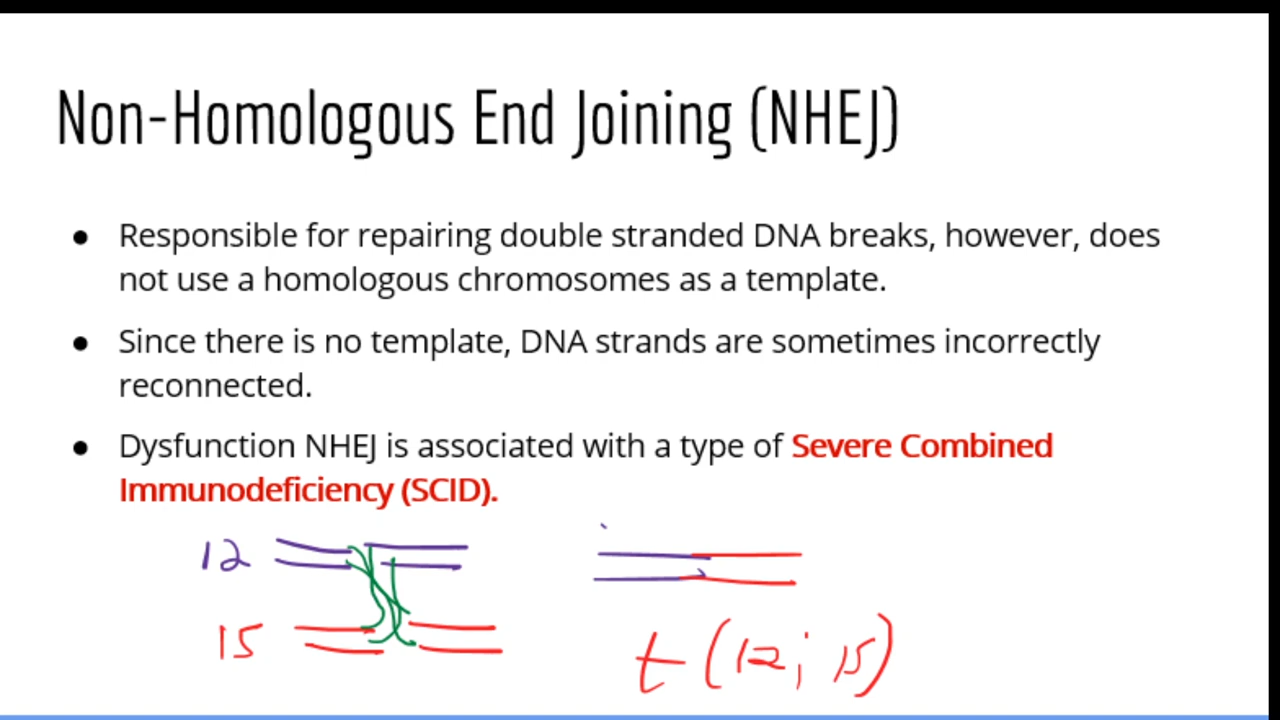 Non-Homologous End Joining (NHEJ)
● Responsible for repairing double stranded DNA breaks, however, does
not use a homologous chromosomes as a template.
● Since there is no template, DNA strands are sometimes incorrectly
reconnected.
● Dysfunction NHEJ is associated with a type of Severe Combined
Immunodeficiency (SCID).
12
15
t (12; 15)